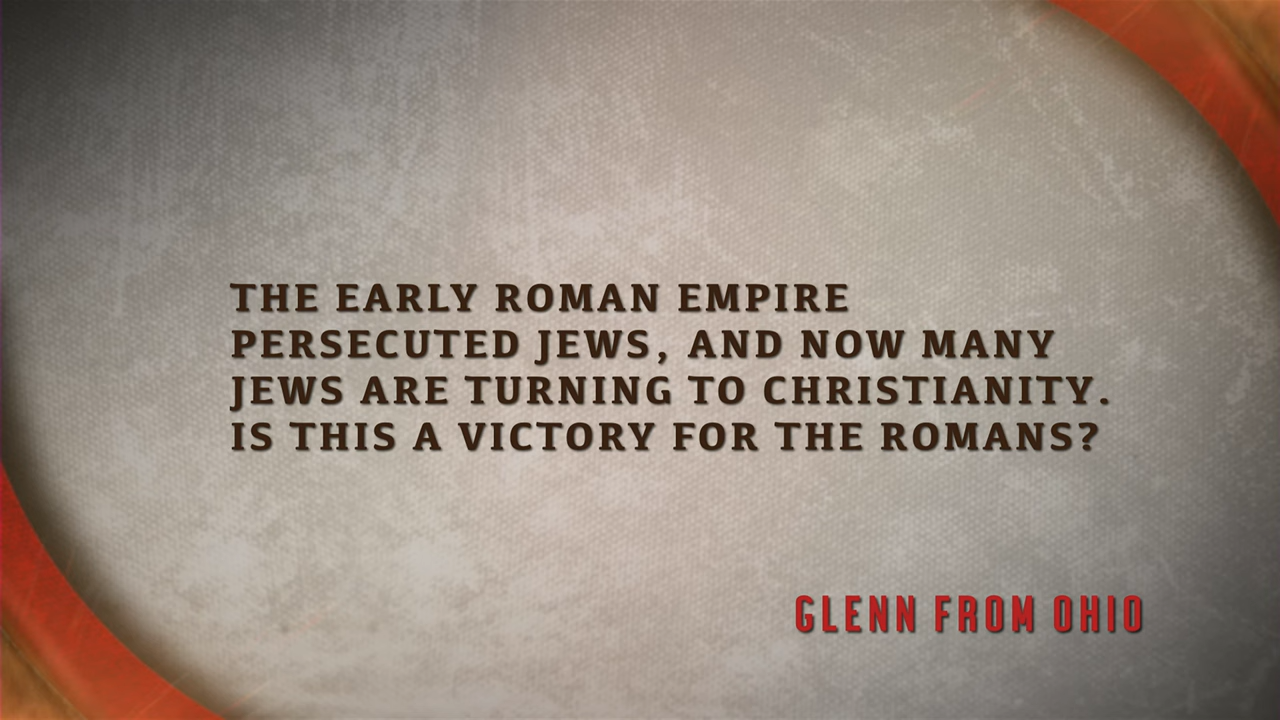 THE EARLY ROMAN EMPIRE
PERSECUTED JEWS, AND NOW MANY
JEWS ARE TURNING TO CHRISTIANITY.
IS THIS A VICTORY FOR THE ROMANS?
GLENN FROM OHIO